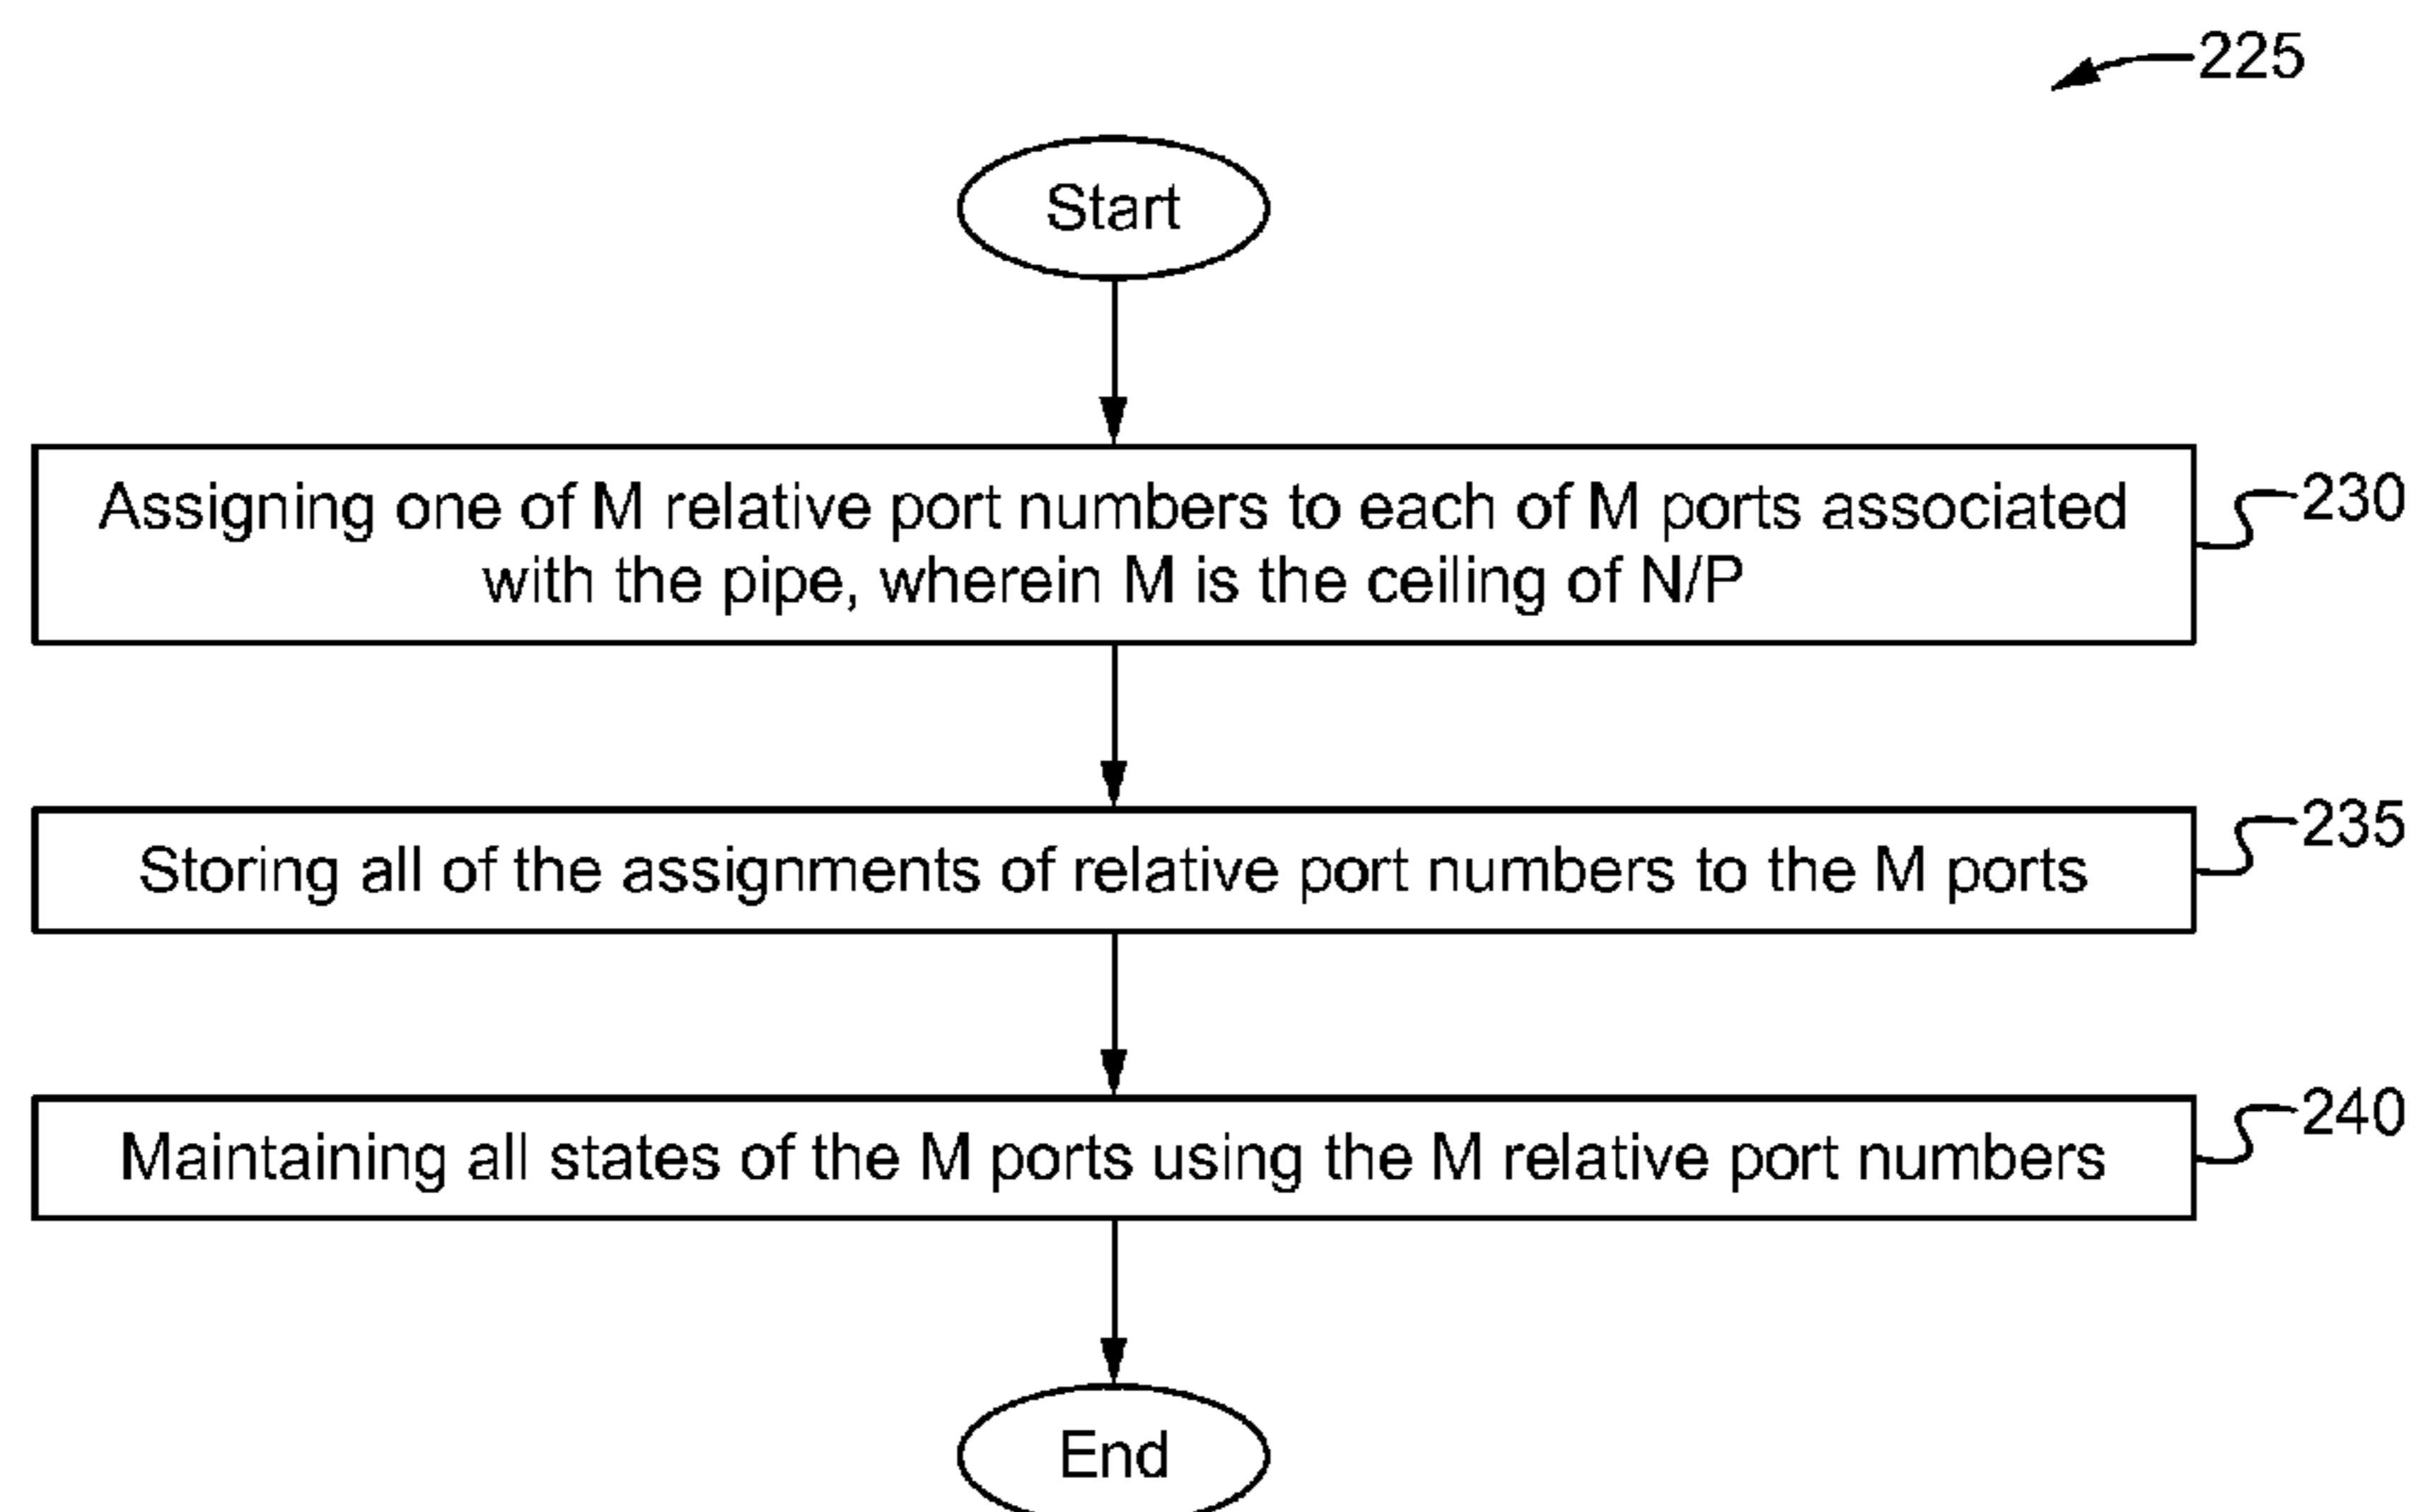 225
Start
Assigning one of M relative port numbers to each of M ports associated
with the pipe, wherein M is the ceiling of N/P
230
Storing all of the assignments of relative port numbers to the M ports
235
Maintaining all states of the M ports using the M relative port numbers
240
End